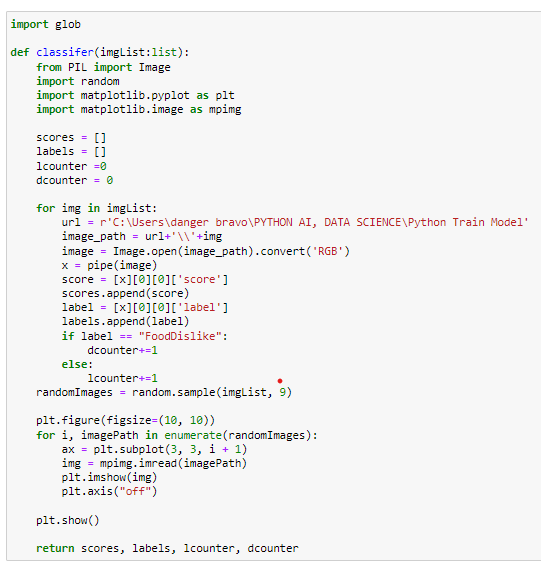 import glob

def classifer(imgList:list):
    from PIL import Image
    import random
    import matplotlib.pyplot as plt
    import matplotlib.image as mpimg

    scores = []
    labels = []
    lcounter =0
    dcounter = 0

    for img in imgList:
        url = r'C:\Users\danger bravo\PYTHON AI, DATA SCIENCE\Python Train Model'
        image_path = url+'\\'+img
        image = Image.open(image_path).convert('RGB')
        x = pipe(image)
        score = [x][0][0]['score']
        scores.append(score)
        label = [x][0][0]['label']
        labels.append(label)
        if label == "FoodDislike":
            dcounter+=1
        else:
            lcounter+=1
    randomImages = random.sample(imgList, 9)

    plt.figure(figsize=(10, 10))
    for i, imagePath in enumerate(randomImages):
        ax = plt.subplot(3, 3, i + 1)
        img = mpimg.imread(imagePath)
        plt.imshow(img)
        plt.axis("off")

    plt.show()

    return scores, labels, lcounter, dcounter